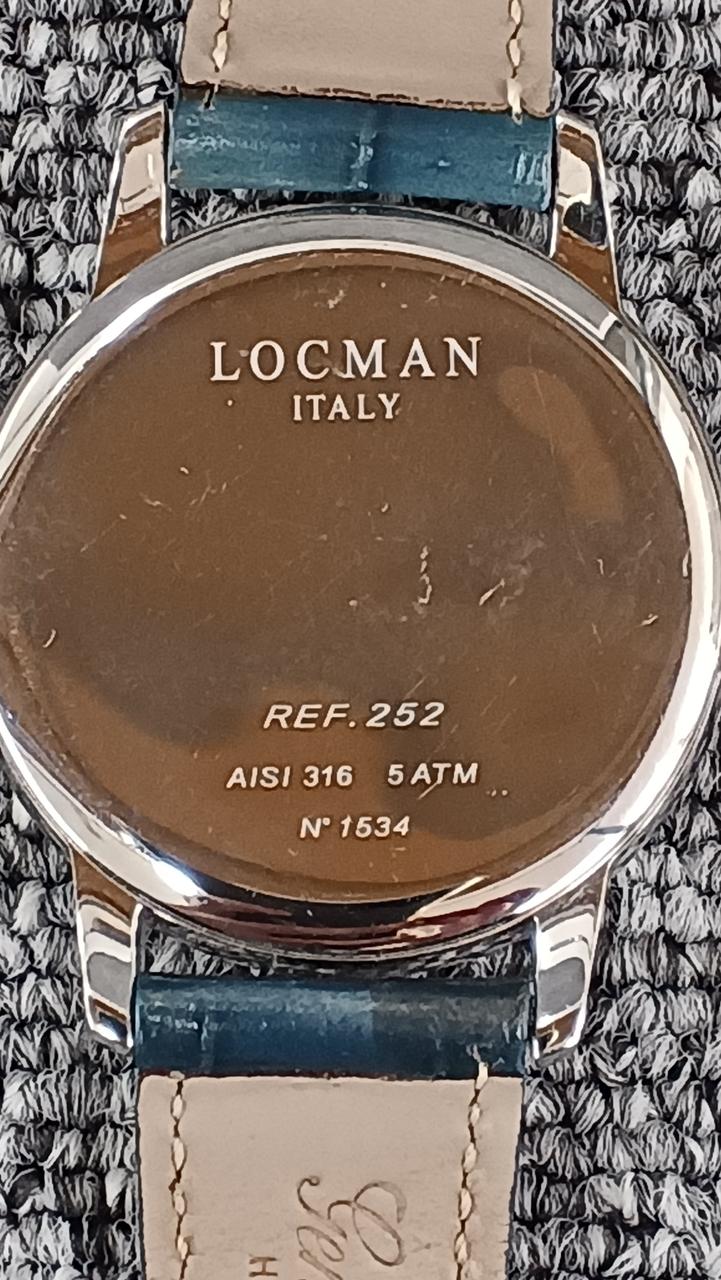 LOCMAN
ITALY
REF. 252
AISI 316 5 ATM
N° 1534